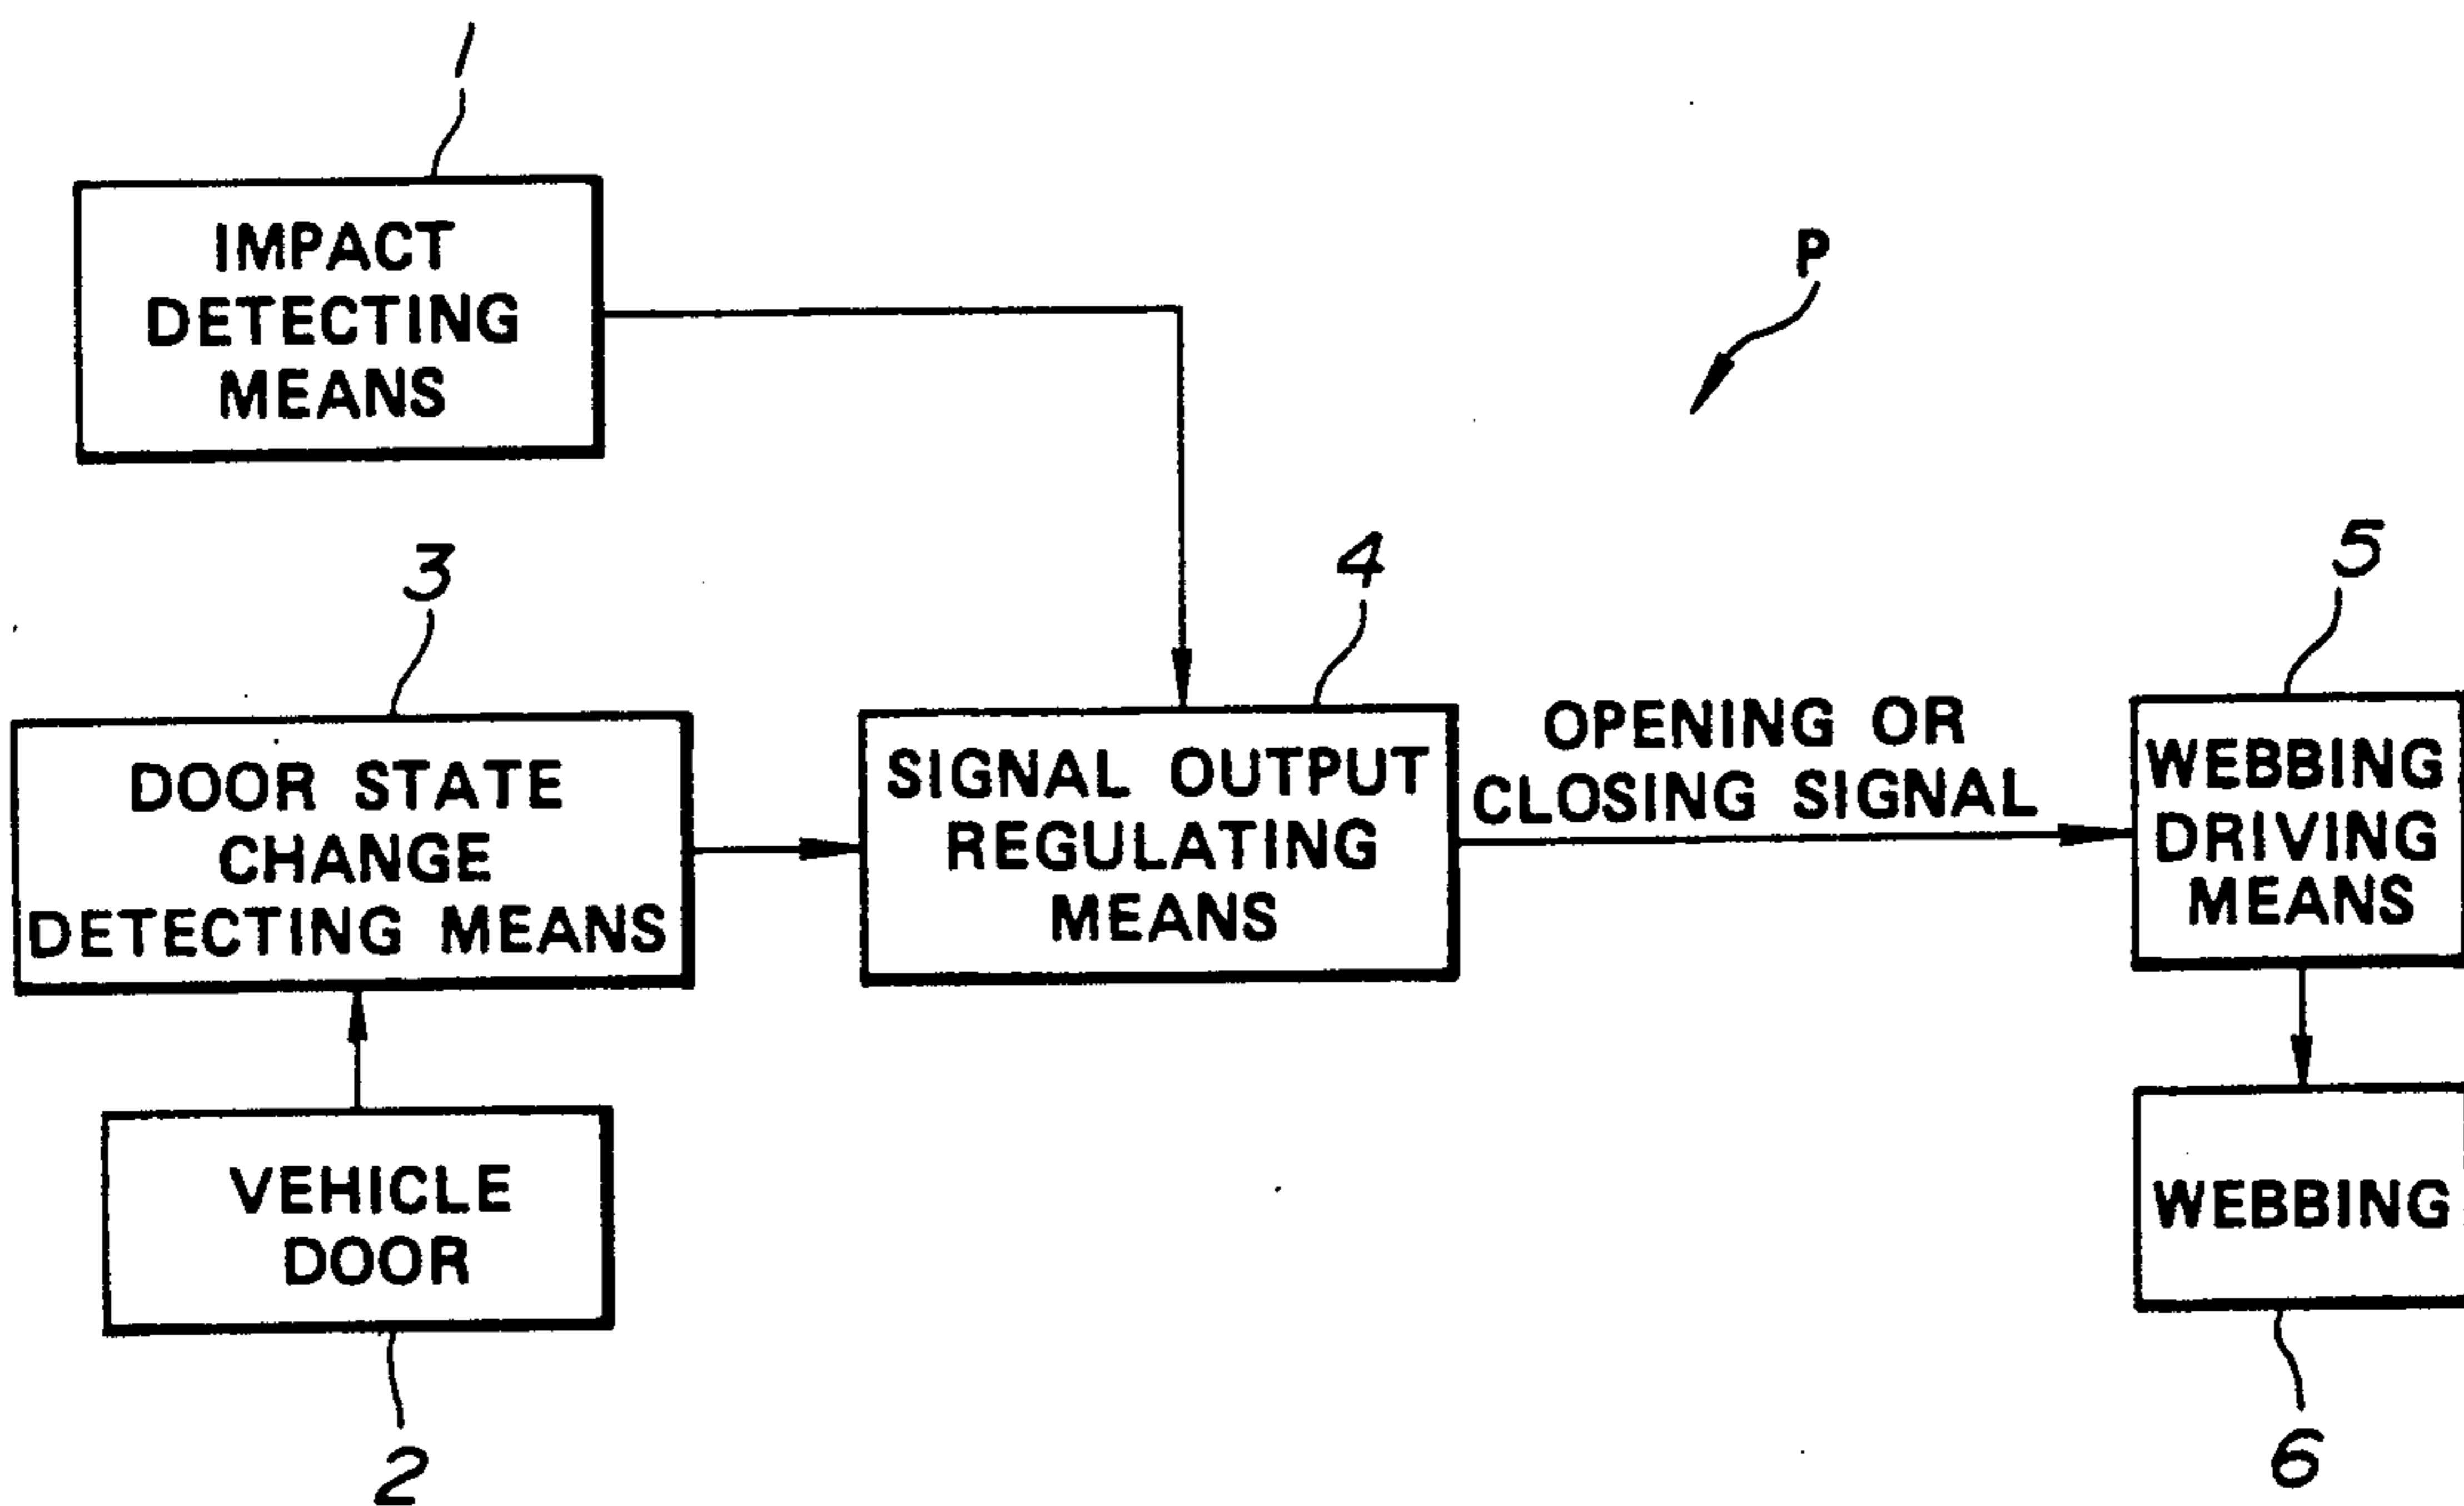 1
IMPACT
DETECTING
MEANS
P
3
4
5
DOOR STATE
CHANGE
DETECTING MEANS
SIGNAL OUTPUT
REGULATING
MEANS
OPENING OR
CLOSING SIGNAL
WEBBING
DRIVING
MEANS
VEHICLE
DOOR
WEBBING
2
6